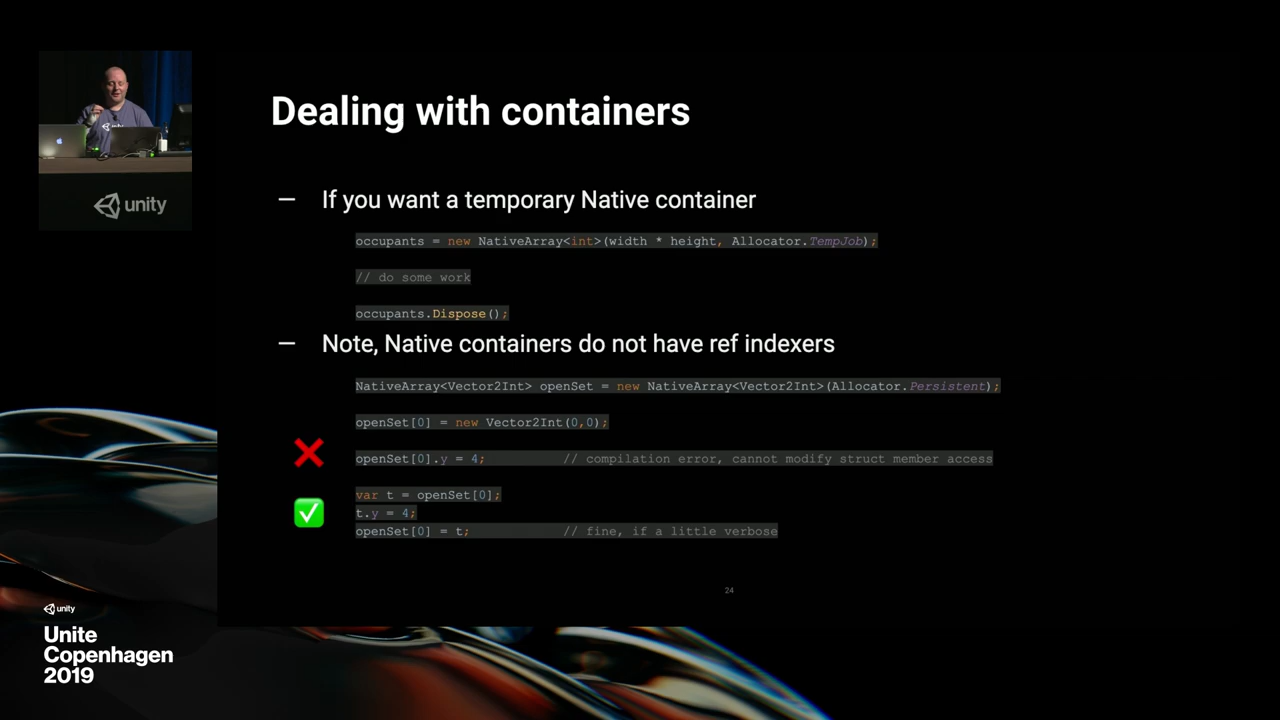 Dealing with containers
unity
— If you want a temporary Native container
occupants = new NativeArray<int>(width * height, Allocator.TempJob);
// do some work
occupants.Dispose();
— Note, Native containers do not have ref indexers
NativeArray<Vector2Int> openSet = new NativeArray<Vector2Int>(Allocator.Persistent);
openSet[0] = new Vector2Int(0,0);
openSet[0].y = 4; // compilation error, cannot modify struct member access
var t = openSet[0];
t.y = 4;
openSet[0] = t; // fine, if a little verbose
24
unity
Unite
Copenhagen
2019